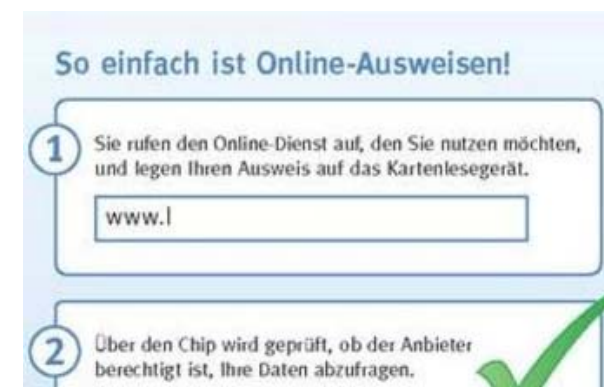 So einfach ist Online-Ausweisen!
1
Sie rufen den Online-Dienst auf, den Sie nutzen möchten,
und legen Ihren Ausweis auf das Kartenlesegerät.
www.l
2
Über den Chip wird geprüft, ob der Anbieter
berechtigt ist, Ihre Daten abzufragen.